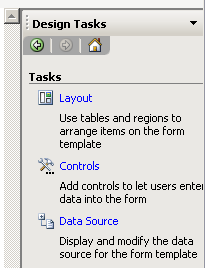 Design Tasks
Tasks
Layout
Use tables and regions to
arrange items on the form
template
Controls
Add controls to let users enter
data into the form
Data Source
Display and modify the data
source for the form template